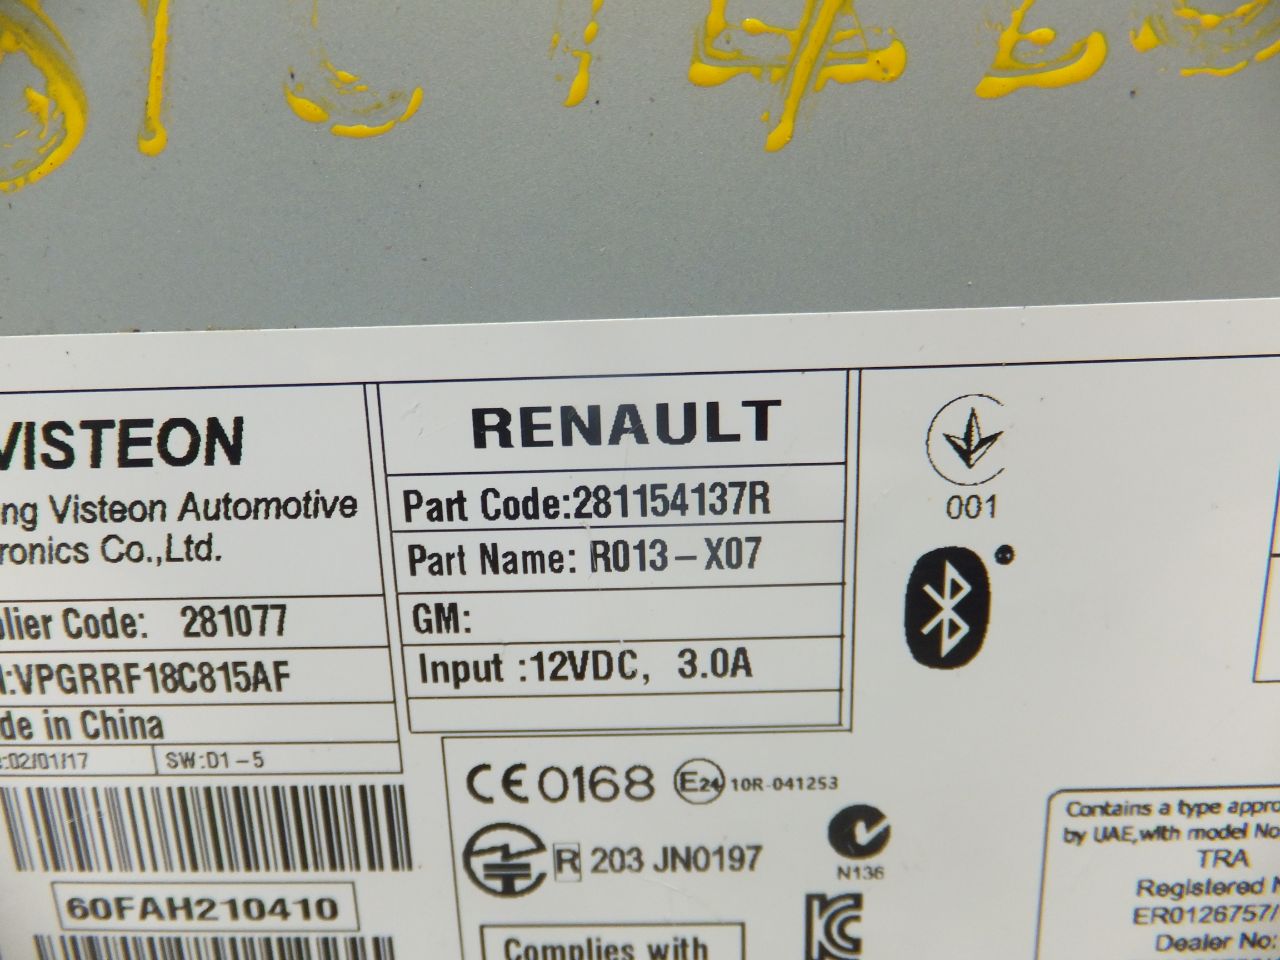 VISTEON
ng Visteon Automotive
ronics Co.,Ltd.
plier Code: 281077
:VPGRRF18C815AF
de in China
:02/01/17 SW:D1-5
60FAH210410
RENAULT
Part Code:281154137R
Part Name: R013-X07
GM:
Input :12VDC, 3.0A
001
CE0168 E24 10R-041253
R 203 JN0197
N136
Complies with
Contains a type appro
by UAE, with model No
TRA
Registered N
ER0126757/
Dealer No: